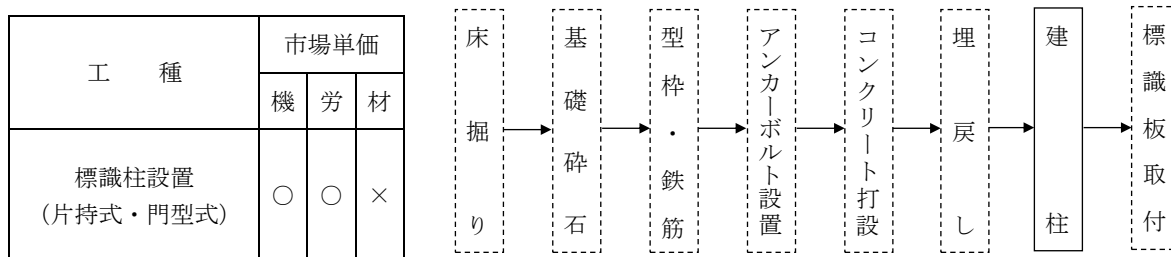 工　　種
市場単価
機
労
材
標識柱設置
（片持式・門型式）
○
○
×
床掘り
基礎砕石
型枠・鉄筋
アンカーボルト設置
コンクリート打設
埋戻し
建柱
標識板取付